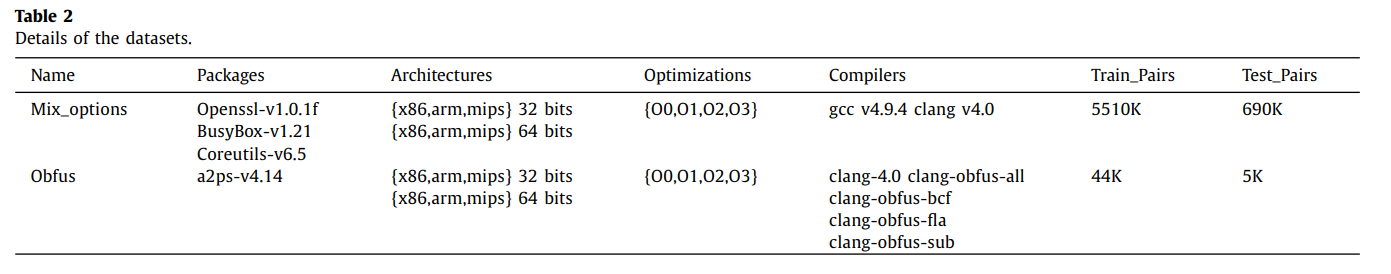 Table 2
Details of the datasets.
Name Packages Architectures Optimizations Compilers Train_Pairs Test_Pairs
Mix_options Openssl-v1.0.1f {x86,arm,mips} 32 bits {O0,O1,O2,O3} gcc v4.9.4 clang v4.0 5510K 690K
BusyBox-v1.21 {x86,arm,mips} 64 bits
Coreutils-v6.5
Obfus a2ps-v4.14 {x86,arm,mips} 32 bits {O0,O1,O2,O3} clang-4.0 clang-obfus-all 44K 5K
{x86,arm,mips} 64 bits clang-obfus-bcf
clang-obfus-fla
clang-obfus-sub